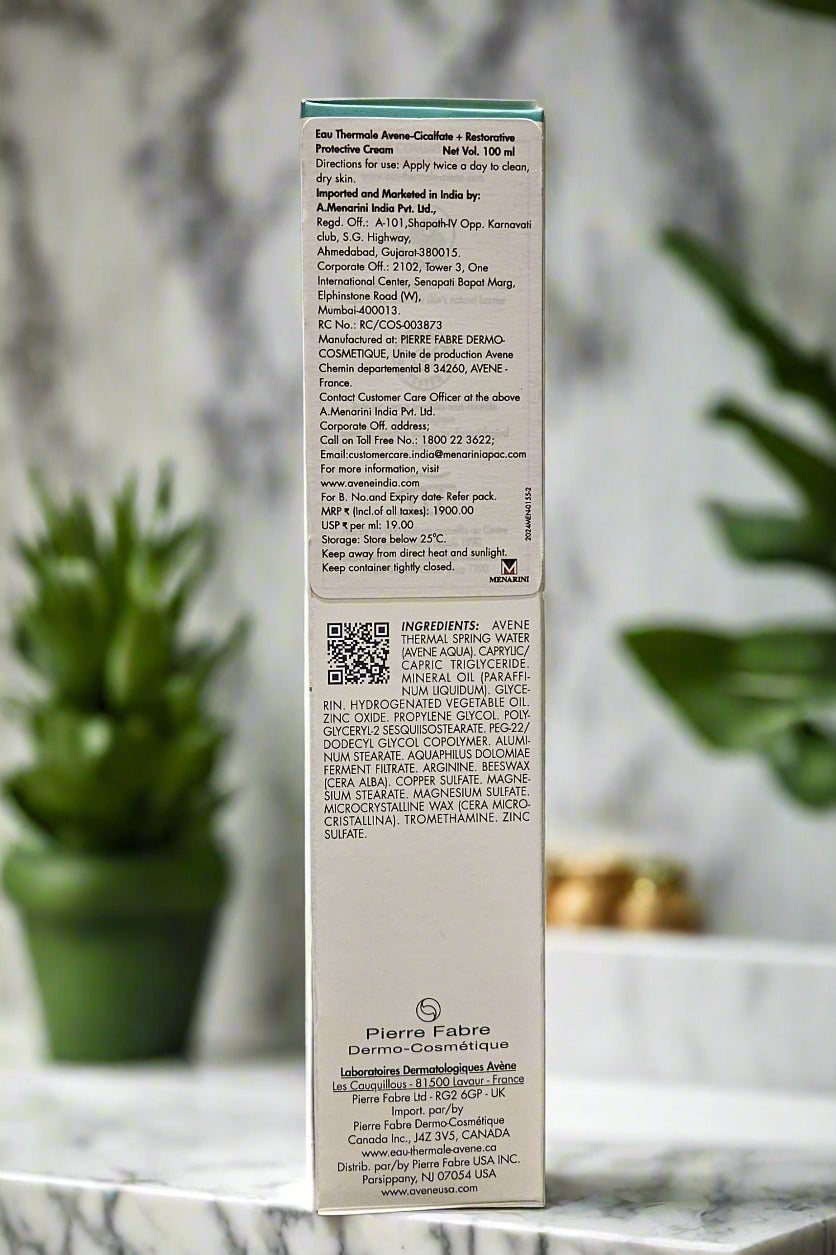 Eau Thermale Avene-Cicalfate + Restorative
Protective Cream Net Vol. 100 ml
Directions for use: Apply twice a day to clean,
dry skin.
Imported and Marketed in India by:
A.Menarini India Pvt. Ltd.,
Regd. Off.: A-101,Shapath-IV Opp. Karnavati
club, S.G. Highway,
Ahmedabad, Gujarat-380015.
Corporate Off.: 2102, Tower 3, One
International Center, Senapati Bapat Marg,
Elphinstone Road (W),
Mumbai-400013.
RC No.: RC/COS-003873
Manufactured at: PIERRE FABRE DERMO-
COSMETIQUE, Unite de production Avene
Chemin departemental 8 34260, AVENE -
France.
Contact Customer Care Officer at the above
A.Menarini India Pvt. Ltd.
Corporate Off. address;
Call on Toll Free No.: 1800 22 3622;
Email:customercare.india@menariniapac.com
For more information, visit
www.aveneindia.com
For B. No.and Expiry date- Refer pack.
MRP ₹ (Incl.of all taxes): 1900.00
USP ₹ per ml: 19.00
Storage: Store below 25°C.
Keep away from direct heat and sunlight.
Keep container tightly closed.
2024MEN-0155-2
MENARINI
INGREDIENTS: AVENE
THERMAL SPRING WATER
(AVENE AQUA). CAPRYLIC/
CAPRIC TRIGLYCERIDE.
MINERAL OIL (PARAFFI-
NUM LIQUIDUM). GLYCE-
RIN. HYDROGENATED VEGETABLE OIL.
ZINC OXIDE. PROPYLENE GLYCOL. POLY-
GLYCERYL-2 SESQUIISOSTEARATE. PEG-22/
DODECYL GLYCOL COPOLYMER. ALUMI-
NUM STEARATE. AQUAPHILUS DOLOMIAE
FERMENT FILTRATE. ARGININE. BEESWAX
(CERA ALBA). COPPER SULFATE. MAGNE-
SIUM STEARATE. MAGNESIUM SULFATE.
MICROCRYSTALLINE WAX (CERA MICRO-
CRISTALLINA). TROMETHAMINE. ZINC
SULFATE.
Pierre Fabre
Dermo-Cosmétique
Laboratoires Dermatologiques Avène
Les Cauquillous - 81500 Lavaur - France
Pierre Fabre Ltd - RG2 6GP - UK
Import. par/by
Pierre Fabre Dermo-Cosmétique
Canada Inc., J4Z 3V5, CANADA
www.eau-thermale-avene.ca
Distrib. par/by Pierre Fabre USA INC.
Parsippany, NJ 07054 USA
www.aveneusa.com